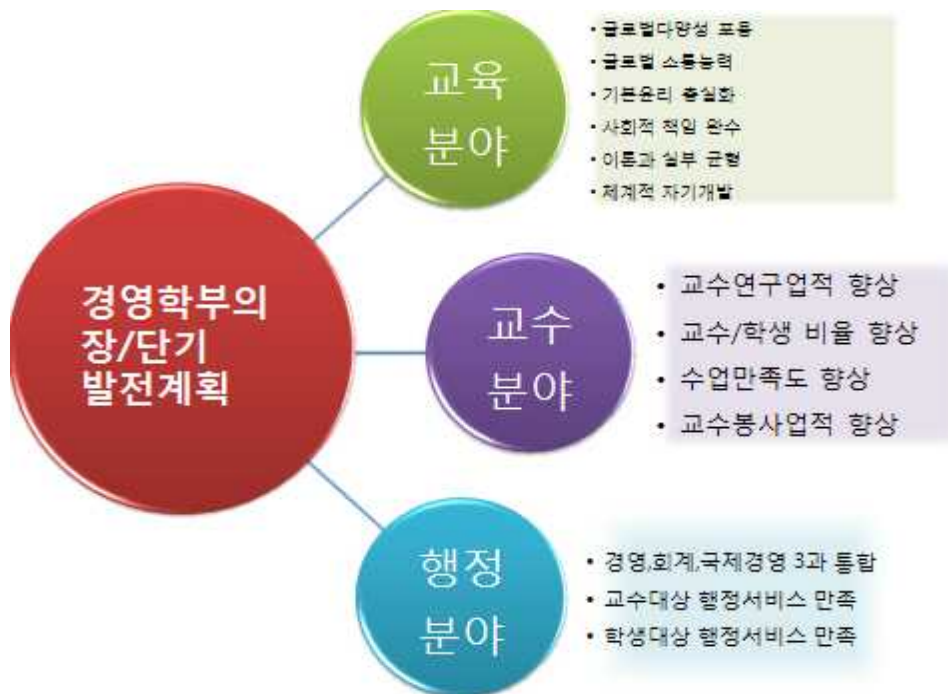 경영학부의
장/단기
발전계획
교육
분야
• 글로벌다양성 포용
• 글로벌 소통능력
• 기본윤리 충실화
• 사회적 책임 완수
• 이론과 실무 균형
• 체계적 자기개발
교수
분야
• 교수연구업적 향상
• 교수/학생 비율 향상
• 수업만족도 향상
• 교수봉사업적 향상
행정
분야
• 경영,회계,국제경영 3과 통합
• 교수대상 행정서비스 만족
• 학생대상 행정서비스 만족